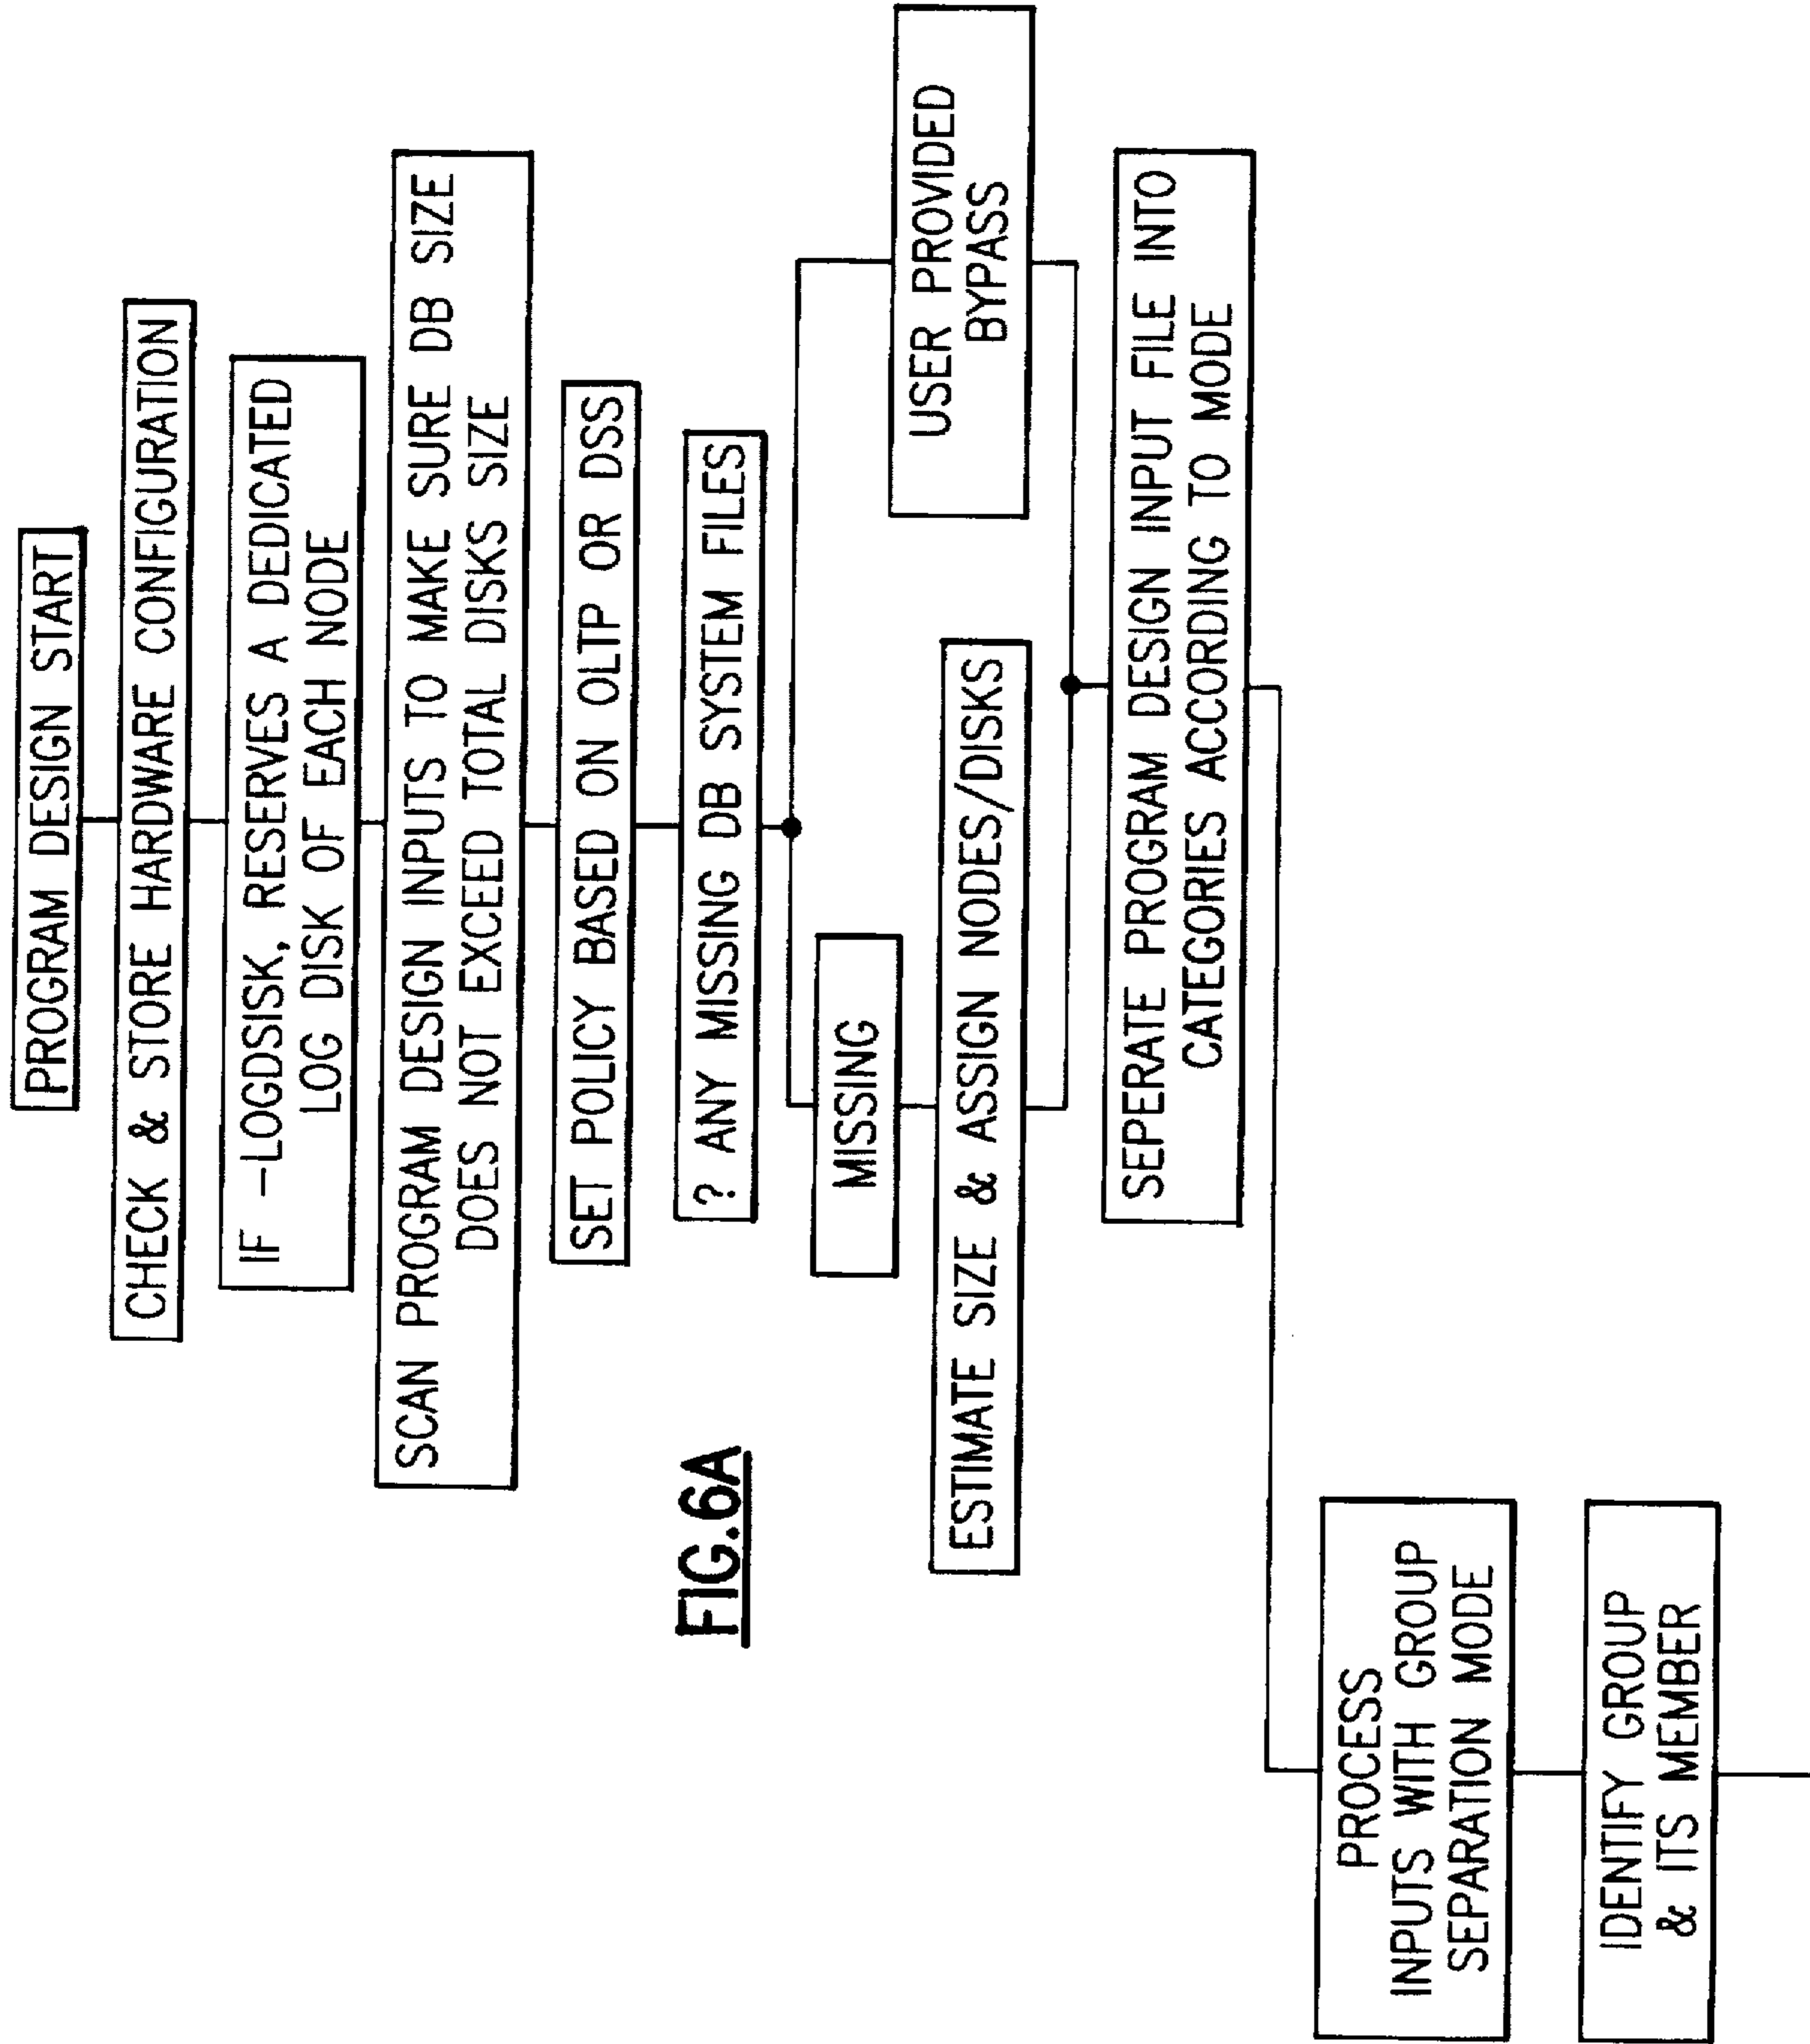 PROGRAM DESIGN START
CHECK & STORE HARDWARE CONFIGURATION
IF -LOGDSISK, RESERVES A DEDICATED
LOG DISK OF EACH NODE
SCAN PROGRAM DESIGN INPUTS TO MAKE SURE DB SIZE
DOES NOT EXCEED TOTAL DISKS SIZE
SET POLICY BASED ON OLTP OR DSS
? ANY MISSING DB SYSTEM FILES
MISSING
USER PROVIDED
BYPASS
ESTIMATE SIZE & ASSIGN NODES/DISKS
SEPERATE PROGRAM DESIGN INPUT FILE INTO
CATEGORIES ACCORDING TO MODE
PROCESS
INPUTS WITH GROUP
SEPARATION MODE
IDENTIFY GROUP
& ITS MEMBER
FIG.6A